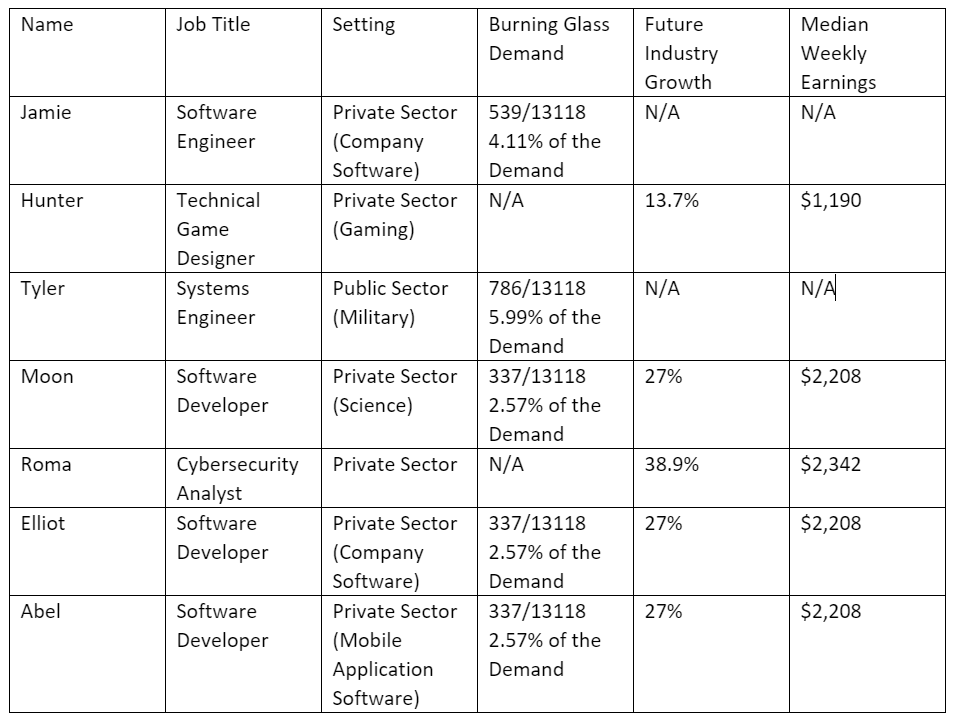 Name
Job Title
Setting
Burning Glass
Demand
Future
Industry
Growth
Median
Weekly
Earnings
Jamie
Software
Engineer
Private Sector
(Company
Software)
539/13118
4.11% of the
Demand
N/A
N/A
Hunter
Technical
Game
Designer
Private Sector
(Gaming)
N/A
13.7%
$1,190
Tyler
Systems
Engineer
Public Sector
(Military)
786/13118
5.99% of the
Demand
N/A
N/A
Moon
Software
Developer
Private Sector
(Science)
337/13118
2.57% of the
Demand
27%
$2,208
Roma
Cybersecurity
Analyst
Private Sector
N/A
38.9%
$2,342
Elliot
Software
Developer
Private Sector
(Company
Software)
337/13118
2.57% of the
Demand
27%
$2,208
Abel
Software
Developer
Private Sector
(Mobile
Application
Software)
337/13118
2.57% of the
Demand
27%
$2,208